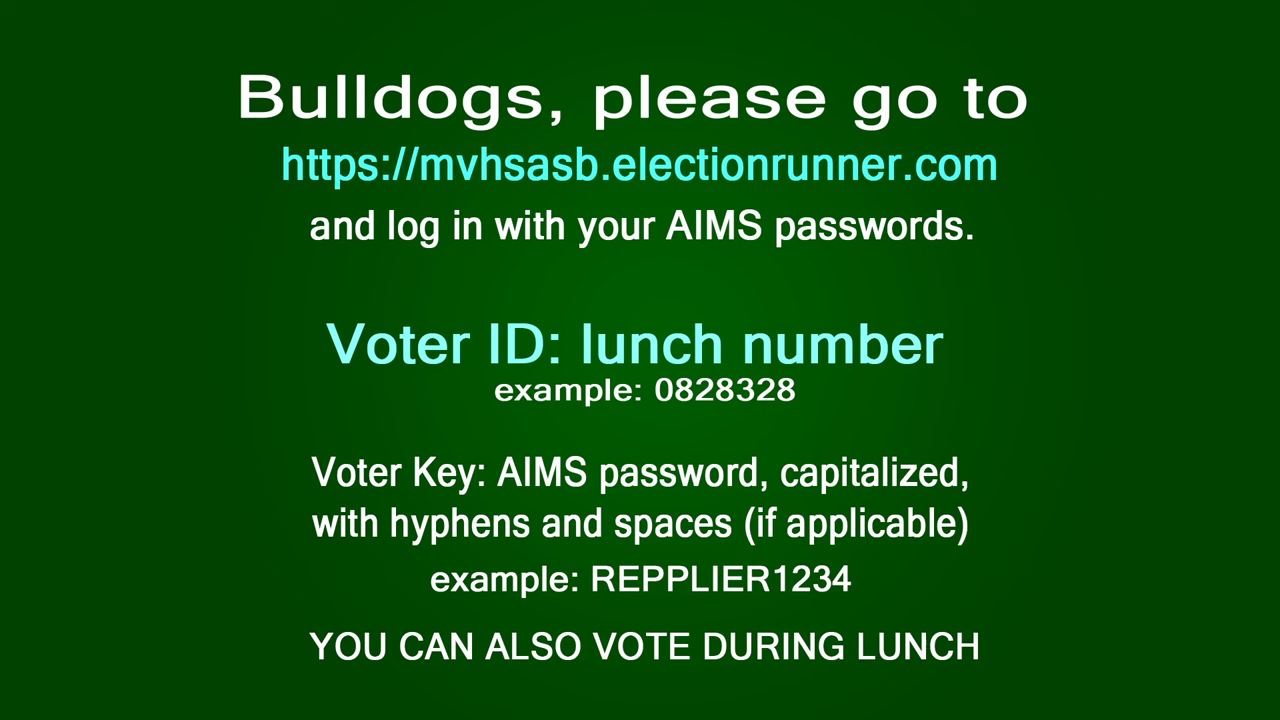 Bulldogs, please go to
https://mvhsasb.electionrunner.com
and log in with your AIMS passwords.
Voter ID: lunch number
example: 0828328
Voter Key: AIMS password, capitalized,
with hyphens and spaces (if applicable)
example: REPPLIER1234
YOU CAN ALSO VOTE DURING LUNCH